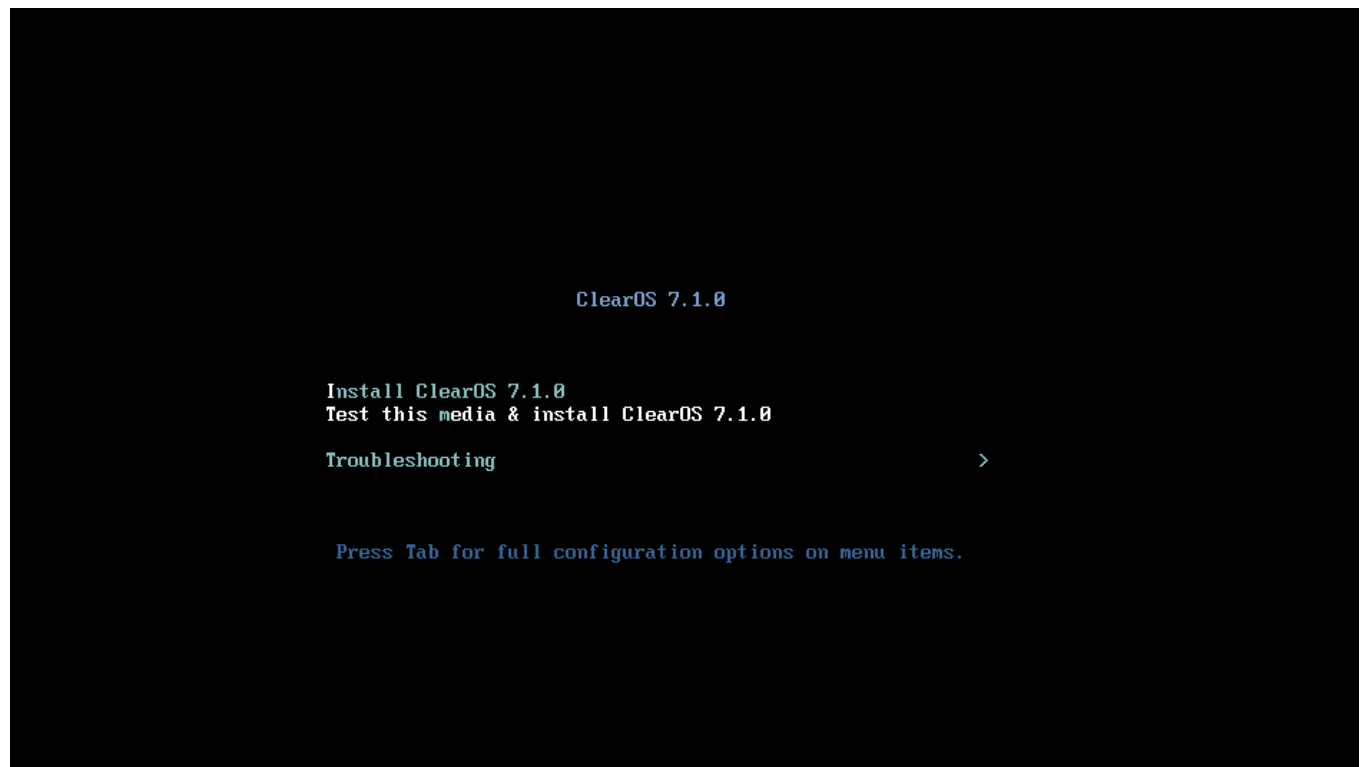 ClearOS 7.1.0
Install ClearOS 7.1.0
Test this media & install ClearOS 7.1.0
Troubleshooting >
Press Tab for full configuration options on menu items.